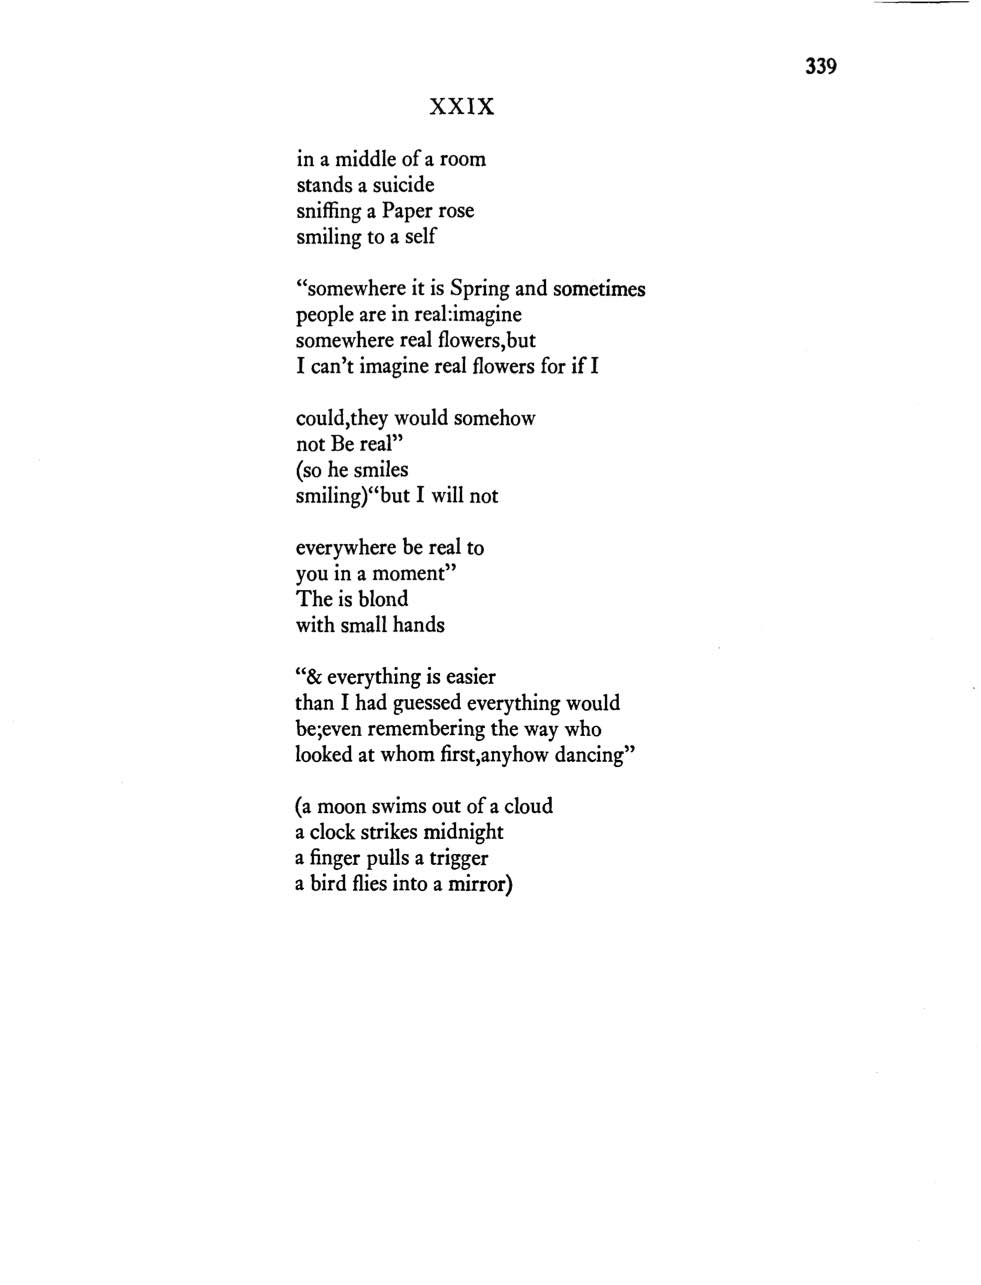 339
XXIX
in a middle of a room
stands a suicide
sniffing a Paper rose
smiling to a self
“somewhere it is Spring and sometimes
people are in real:imagine
somewhere real flowers,but
I can’t imagine real flowers for if I
could,they would somehow
not Be real”
(so he smiles
smiling)“but I will not
everywhere be real to
you in a moment”
The is blond
with small hands
“& everything is easier
than I had guessed everything would
be;even remembering the way who
looked at whom first,anyhow dancing”
(a moon swims out of a cloud
a clock strikes midnight
a finger pulls a trigger
a bird flies into a mirror)